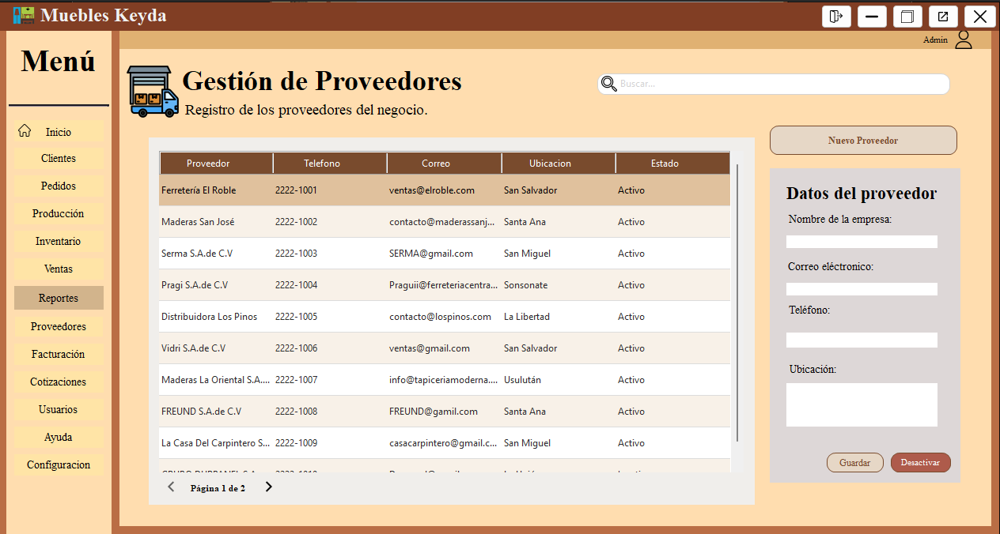 Muebles Keyda
Admin
Menú
Inicio
Clientes
Pedidos
Producción
Inventario
Ventas
Reportes
Proveedores
Facturación
Cotizaciones
Usuarios
Ayuda
Configuracion
Gestión de Proveedores
Registro de los proveedores del negocio.
Buscar...
Proveedor Telefono Correo Ubicacion Estado
Ferretería El Roble 2222-1001 ventas@elroble.com San Salvador Activo
Maderas San José 2222-1002 contacto@maderassanj... Santa Ana Activo
Serma S.A.de C.V 2222-1003 SERMA@gmail.com San Miguel Activo
Pragi S.A.de C.V 2222-1004 Praguii@ferreteriacentra... Sonsonate Activo
Distribuidora Los Pinos 2222-1005 contacto@lospinos.com La Libertad Activo
Vidri S.A.de C.V 2222-1006 ventas@gmail.com San Salvador Activo
Maderas La Oriental S.A.... 2222-1007 info@tapiceriamoderna.... Usulután Activo
FREUND S.A.de C.V 2222-1008 FREUND@gamil.com Santa Ana Activo
La Casa Del Carpintero S... 2222-1009 casacarpintero@gmail.c... San Miguel Activo
Página 1 de 2
Nuevo Proveedor
Datos del proveedor
Nombre de la empresa:
Correo eléctronico:
Teléfono:
Ubicación:
Guardar Desactivar